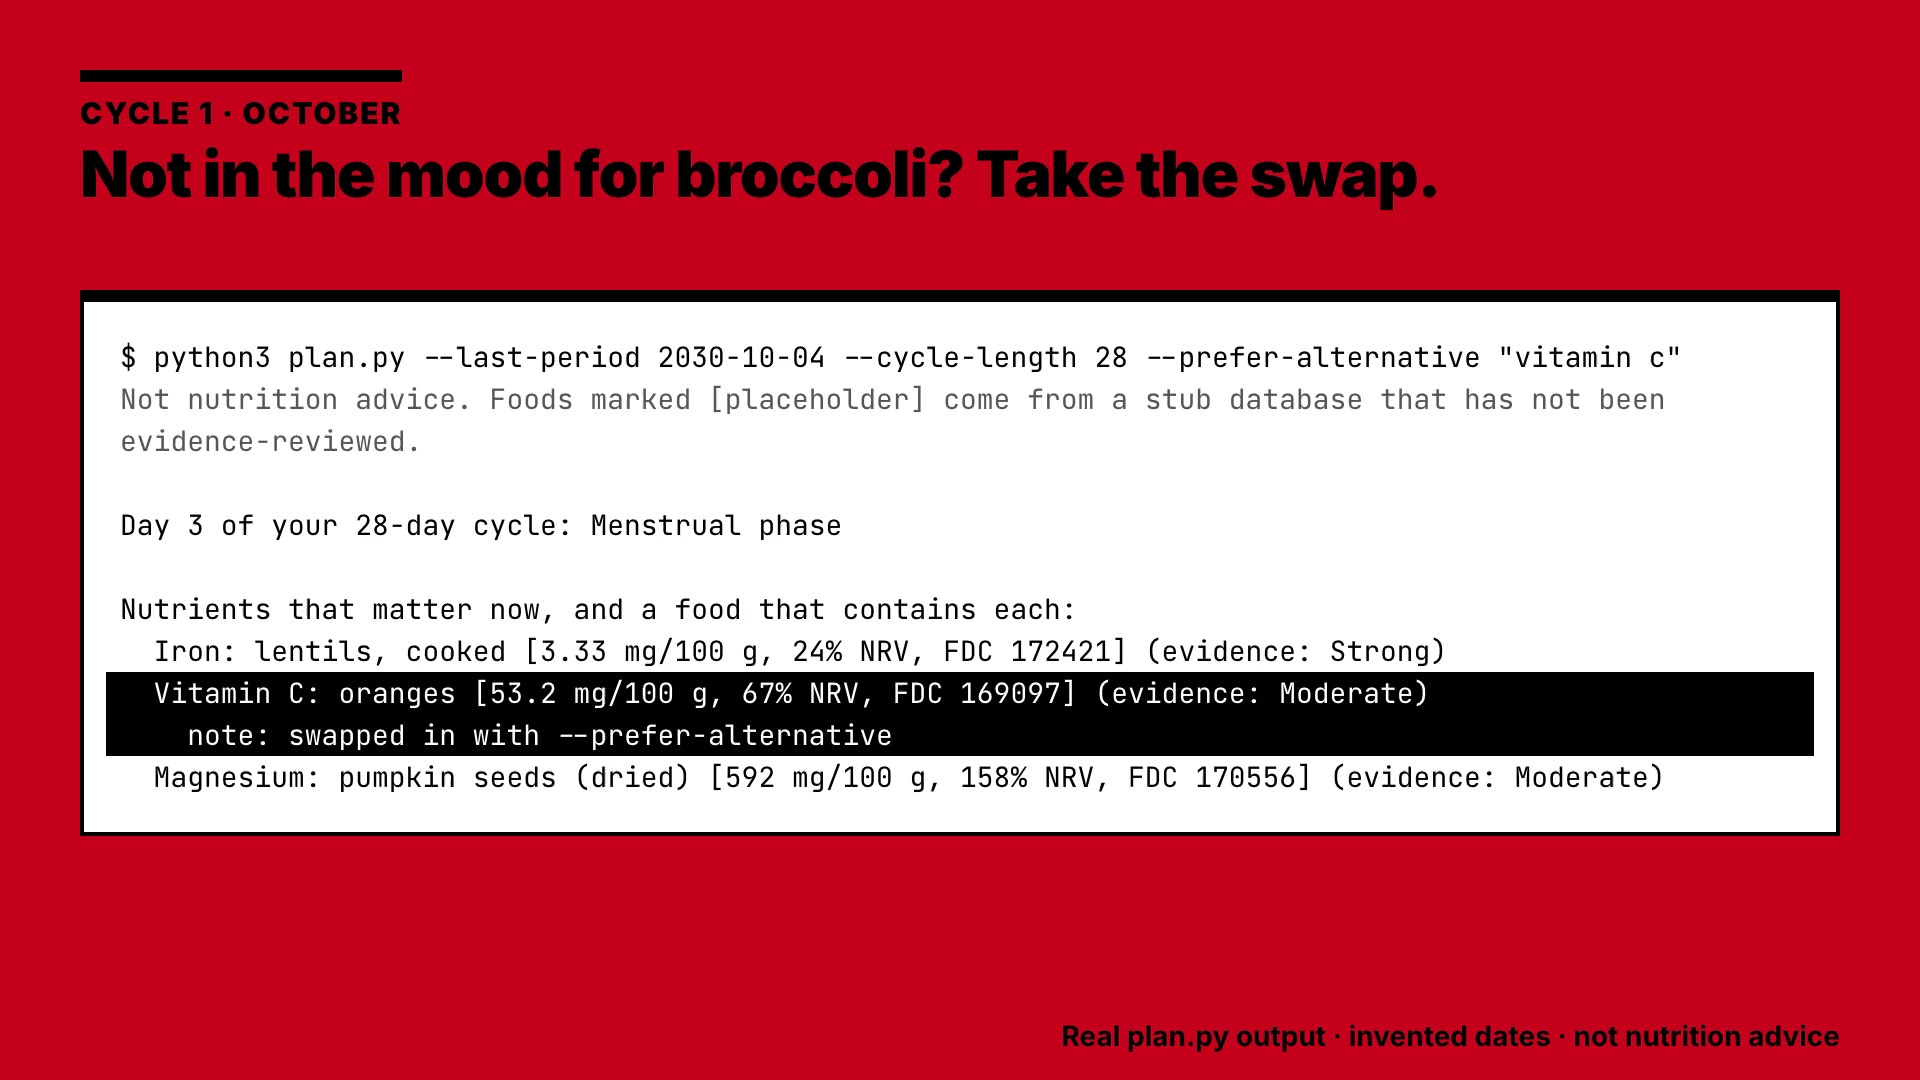 CYCLE 1 · OCTOBER
Not in the mood for broccoli? Take the swap.
$ python3 plan.py --last-period 2030-10-04 --cycle-length 28 --prefer-alternative "vitamin c"
Not nutrition advice. Foods marked [placeholder] come from a stub database that has not been
evidence-reviewed.
Day 3 of your 28-day cycle: Menstrual phase
Nutrients that matter now, and a food that contains each:
Iron: lentils, cooked [3.33 mg/100 g, 24% NRV, FDC 172421] (evidence: Strong)
Vitamin C: oranges [53.2 mg/100 g, 67% NRV, FDC 169097] (evidence: Moderate)
note: swapped in with --prefer-alternative
Magnesium: pumpkin seeds (dried) [592 mg/100 g, 158% NRV, FDC 170556] (evidence: Moderate)
Real plan.py output · invented dates · not nutrition advice